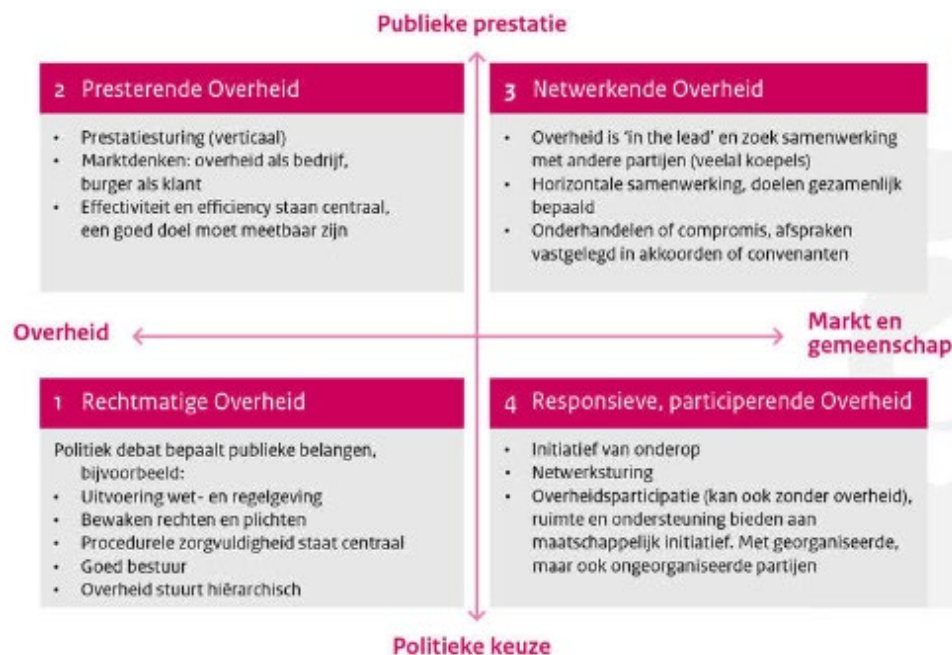 Publieke prestatie
2 Presterende Overheid
• Prestatiesturing (verticaal)
• Marktdenken: overheid als bedrijf,
burger als klant
• Effectiviteit en efficiency staan centraal,
een goed doel moet meetbaar zijn
3 Netwerkende Overheid
• Overheid is ‘in the lead’ en zoek samenwerking
met andere partijen (veelal koepels)
• Horizontale samenwerking, doelen gezamenlijk
bepaald
• Onderhandelen of compromis, afspraken
vastgelegd in akkoorden of convenanten
Overheid
Markt en
gemeenschap
1 Rechtmatige Overheid
Politiek debat bepaalt publieke belangen,
bijvoorbeeld:
• Uitvoering wet- en regelgeving
• Bewaken rechten en plichten
• Procedurele zorgvuldigheid staat centraal
• Goed bestuur
• Overheid stuurt hiërarchisch
4 Responsieve, participerende Overheid
• Initiatief van onderop
• Netwerksturing
• Overheidsparticipatie (kan ook zonder overheid),
ruimte en ondersteuning bieden aan
maatschappelijk initiatief. Met georganiseerde,
maar ook ongeorganiseerde partijen
Politieke keuze